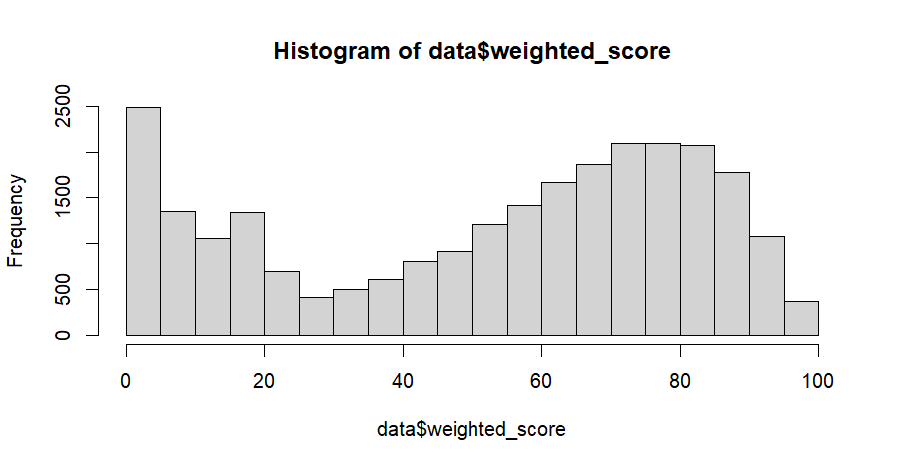 Histogram of data$weighted_score
Frequency
2500
1500
500
0
0 20 40 60 80 100
data$weighted_score